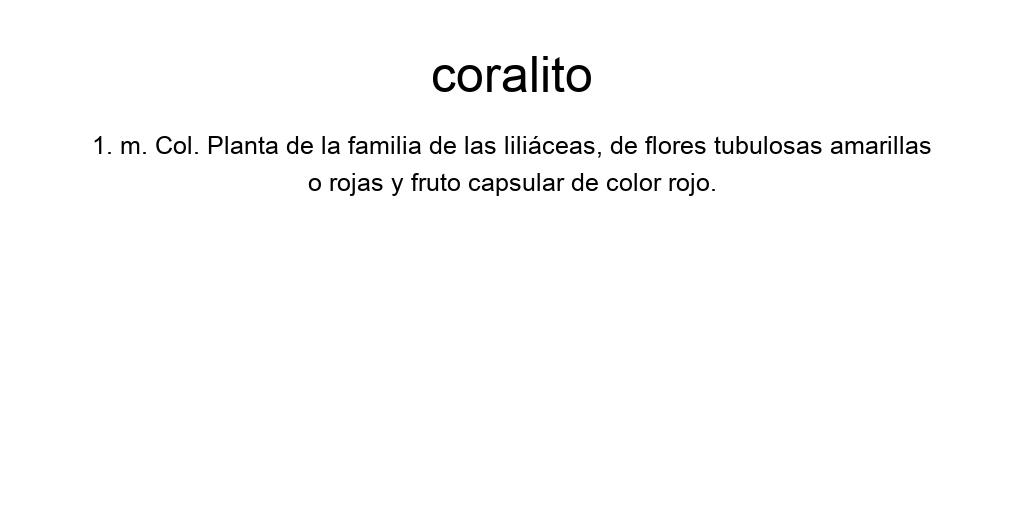 coralito
1. m. Col. Planta de la familia de las liliáceas, de flores tubulosas amarillas
o rojas y fruto capsular de color rojo.